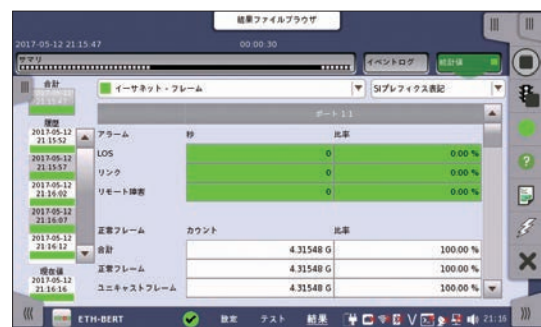 結果ファイルブラウザ
2017-05-12 21:15:47
00:00:30
サマリ
イベントログ
統計値
合計
21:15:47
イーサネット - フレーム
SIプレフィクス表記
ポート 1.1
履歴
2017-05-12
21:15:52
2017-05-12
21:15:57
2017-05-12
21:16:02
2017-05-12
21:16:07
2017-05-12
21:16:12
現在値
2017-05-12
21:16:16
アラーム 秒 比率
LOS 0 0.00 %
リンク 0 0.00 %
リモート障害 0 0.00 %
正常フレーム カウント 比率
合計 4.31548 G 100.00 %
正常フレーム 4.31548 G 100.00 %
ユニキャストフレーム 4.31548 G 100.00 %
ETH-BERT
設定
テスト
結果
21:16